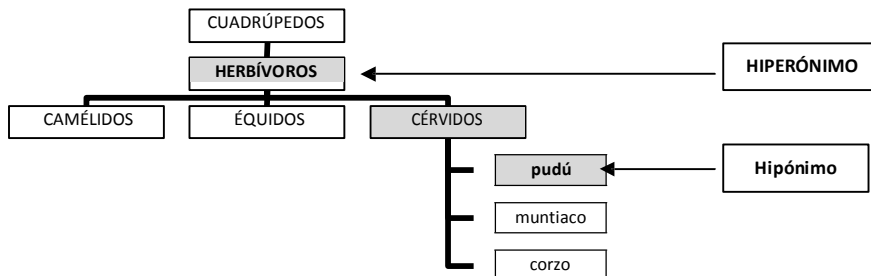 CUADRÚPEDOS
HERBÍVOROS
HIPERÓNIMO
CAMÉLIDOS
ÉQUIDOS
CÉRVIDOS
pudú
Hipónimo
muntiaco
corzo